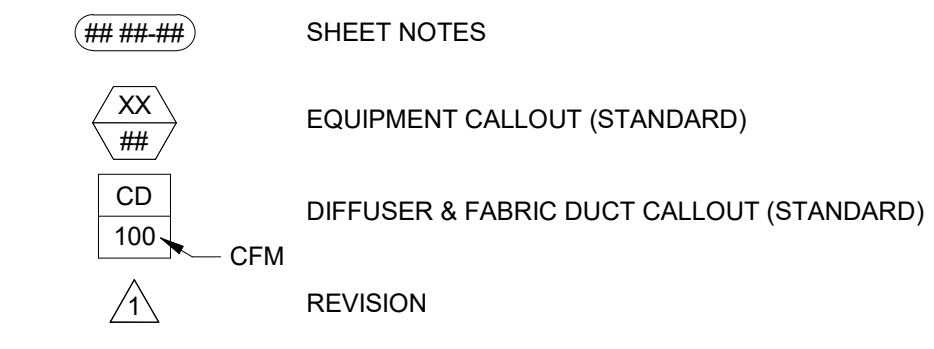 ## ##-## SHEET NOTES
XX
## EQUIPMENT CALLOUT (STANDARD)
CD
100 DIFFUSER & FABRIC DUCT CALLOUT (STANDARD)
CFM
1 REVISION